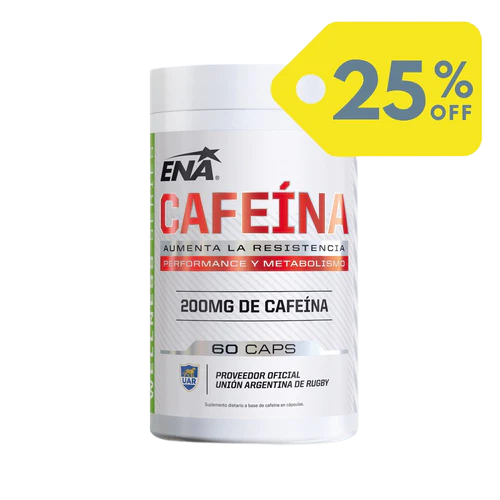 25% OFF
ENA
CAFEÍNA
AUMENTA LA RESISTENCIA
PERFORMANCE Y METABOLISMO
200MG DE CAFEÍNA
60 CAPS
UAR
PROVEEDOR OFICIAL
UNIÓN ARGENTINA DE RUGBY
Suplemento dietario a base de cafeína en cápsulas.